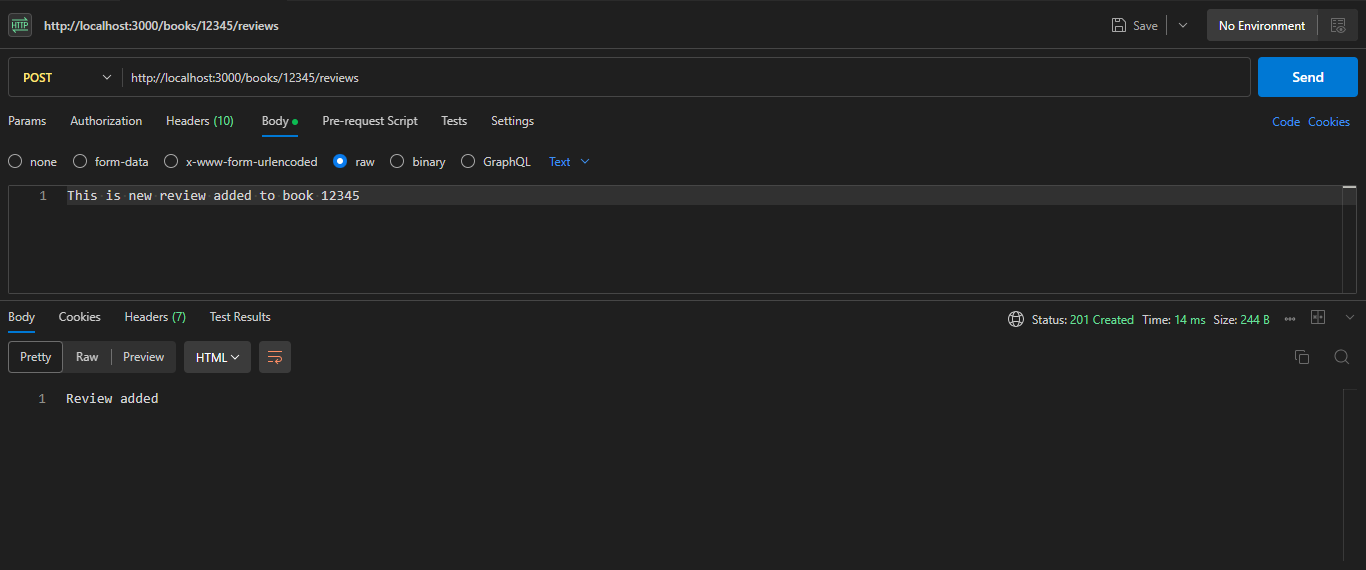 HTTP http://localhost:3000/books/12345/reviews Save No Environment
POST http://localhost:3000/books/12345/reviews Send
Params Authorization Headers (10) Body Pre-request Script Tests Settings Code Cookies
none form-data x-www-form-urlencoded raw binary GraphQL Text
1 This is new review added to book 12345
Body Cookies Headers (7) Test Results Status: 201 Created Time: 14 ms Size: 244 B
Pretty Raw Preview HTML
1 Review added